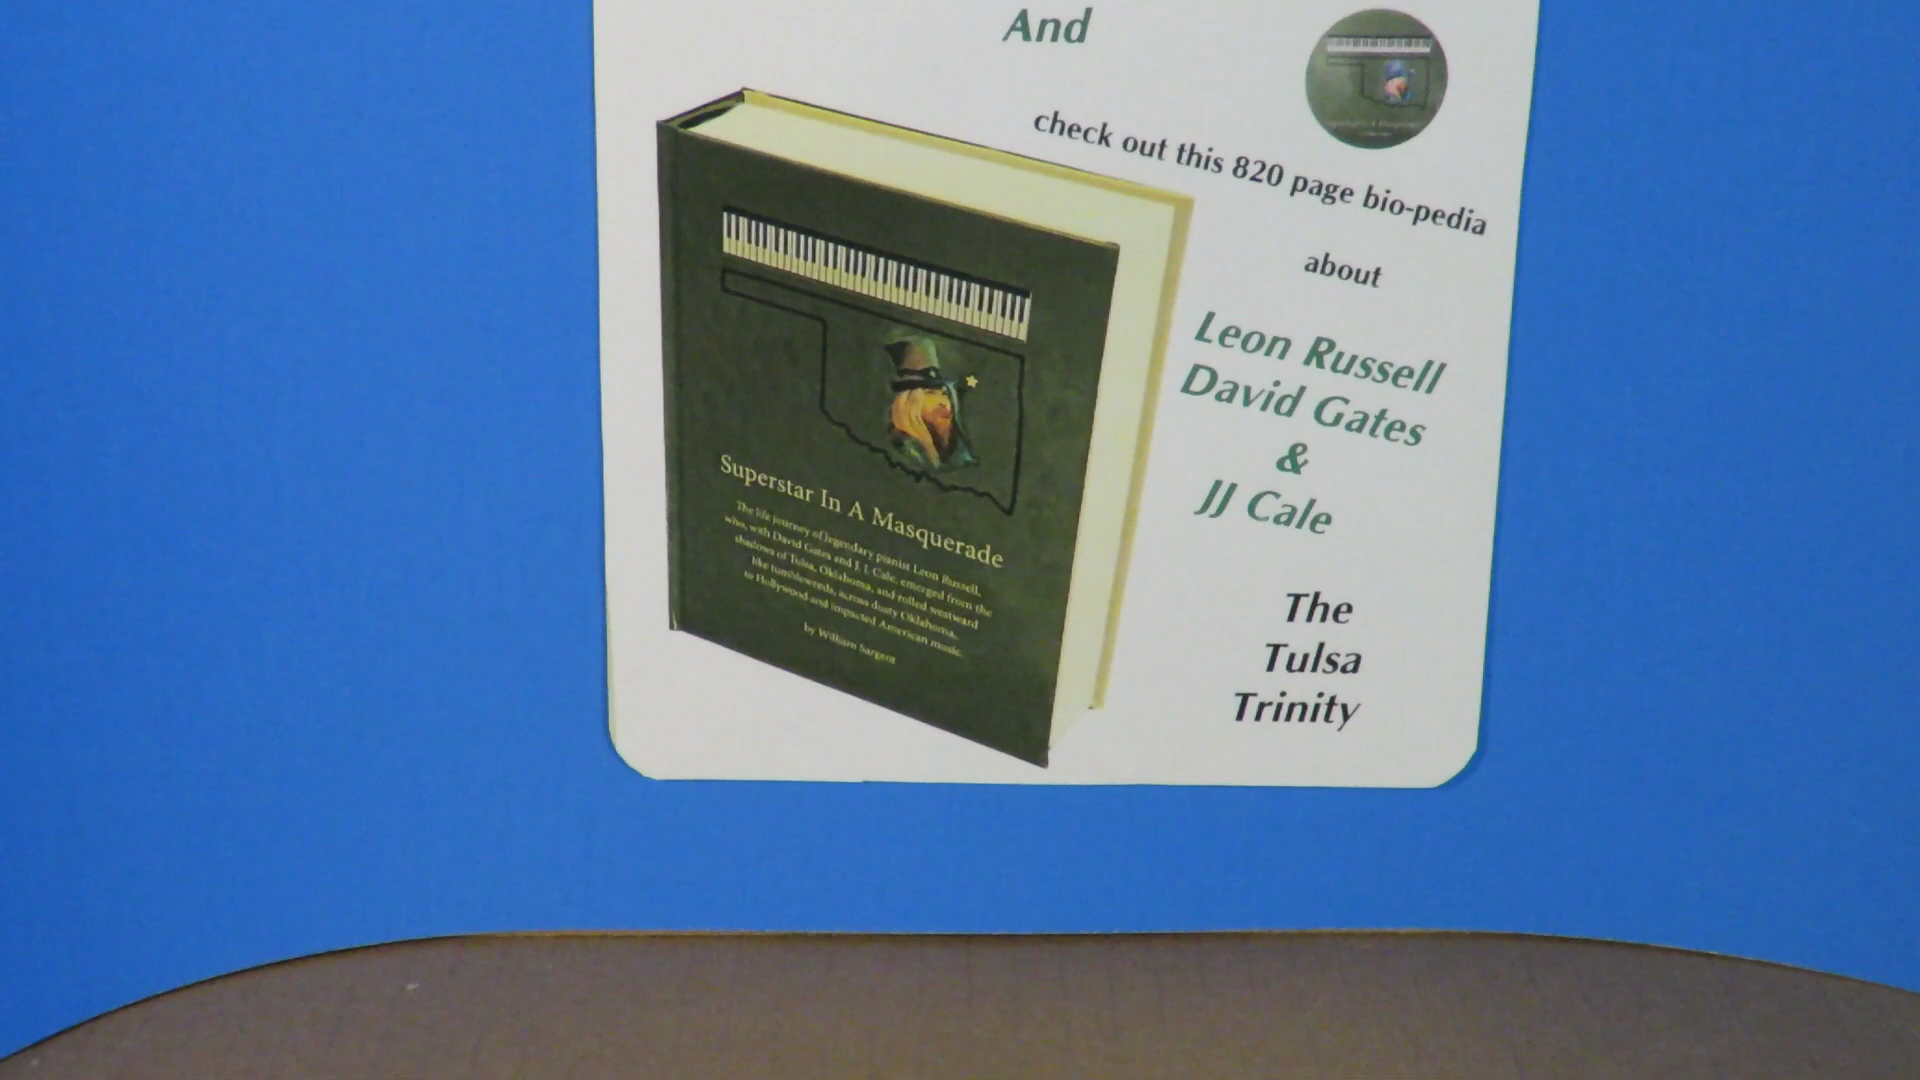 And
check out this 820 page bio-pedia
about
Leon Russell
David Gates
&
JJ Cale
The
Tulsa
Trinity
Superstar In A Masquerade
The life journey of legendary pianist Leon Russell,
who, with David Gates and J. J. Cale, emerged from the
shadows of Tulsa, Oklahoma, and rolled westward
like tumbleweeds, across dusty Oklahoma,
to Hollywood and impacted American music.
by William Sargent